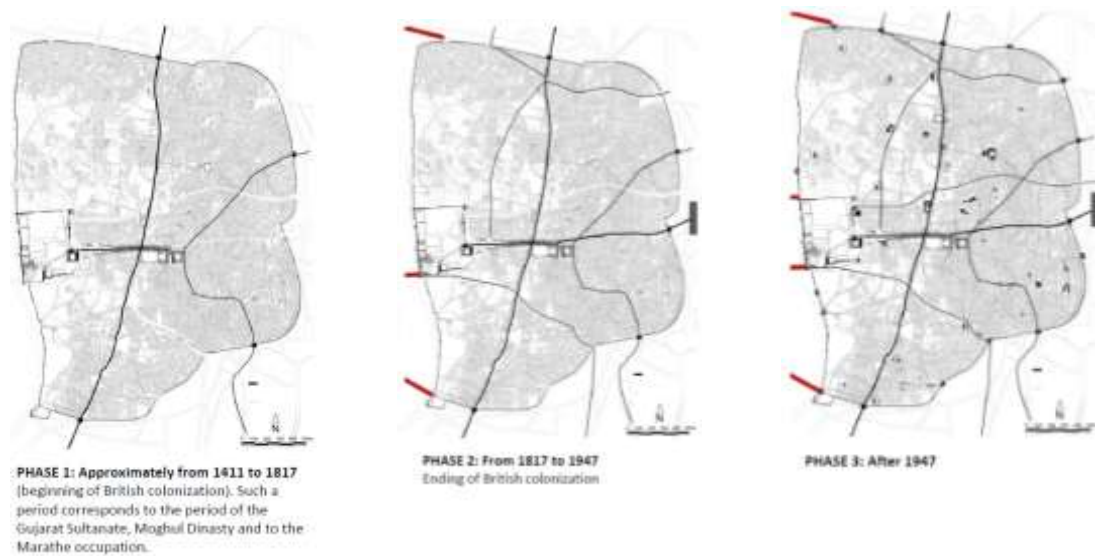 N
N
N
PHASE 1: Approximately from 1411 to 1817
(beginning of British colonization). Such a
period corresponds to the period of the
Gujarat Sultanate, Moghul Dinasty and to the
Marathe occupation.
PHASE 2: From 1817 to 1947
Ending of British colonization
PHASE 3: After 1947